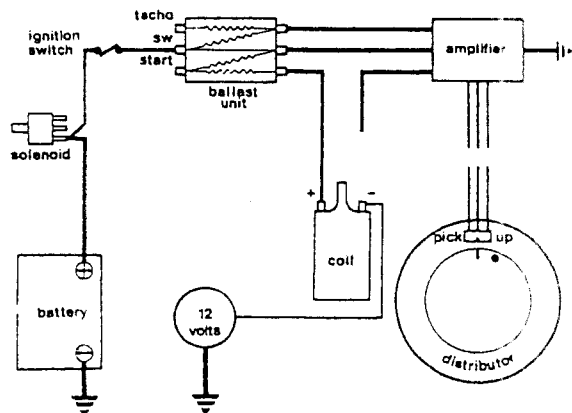 tacho
sw
start
ignition
switch
ballast
unit
amplifier
solenoid
+
−
pick up
coil
battery
12
volts
distributor